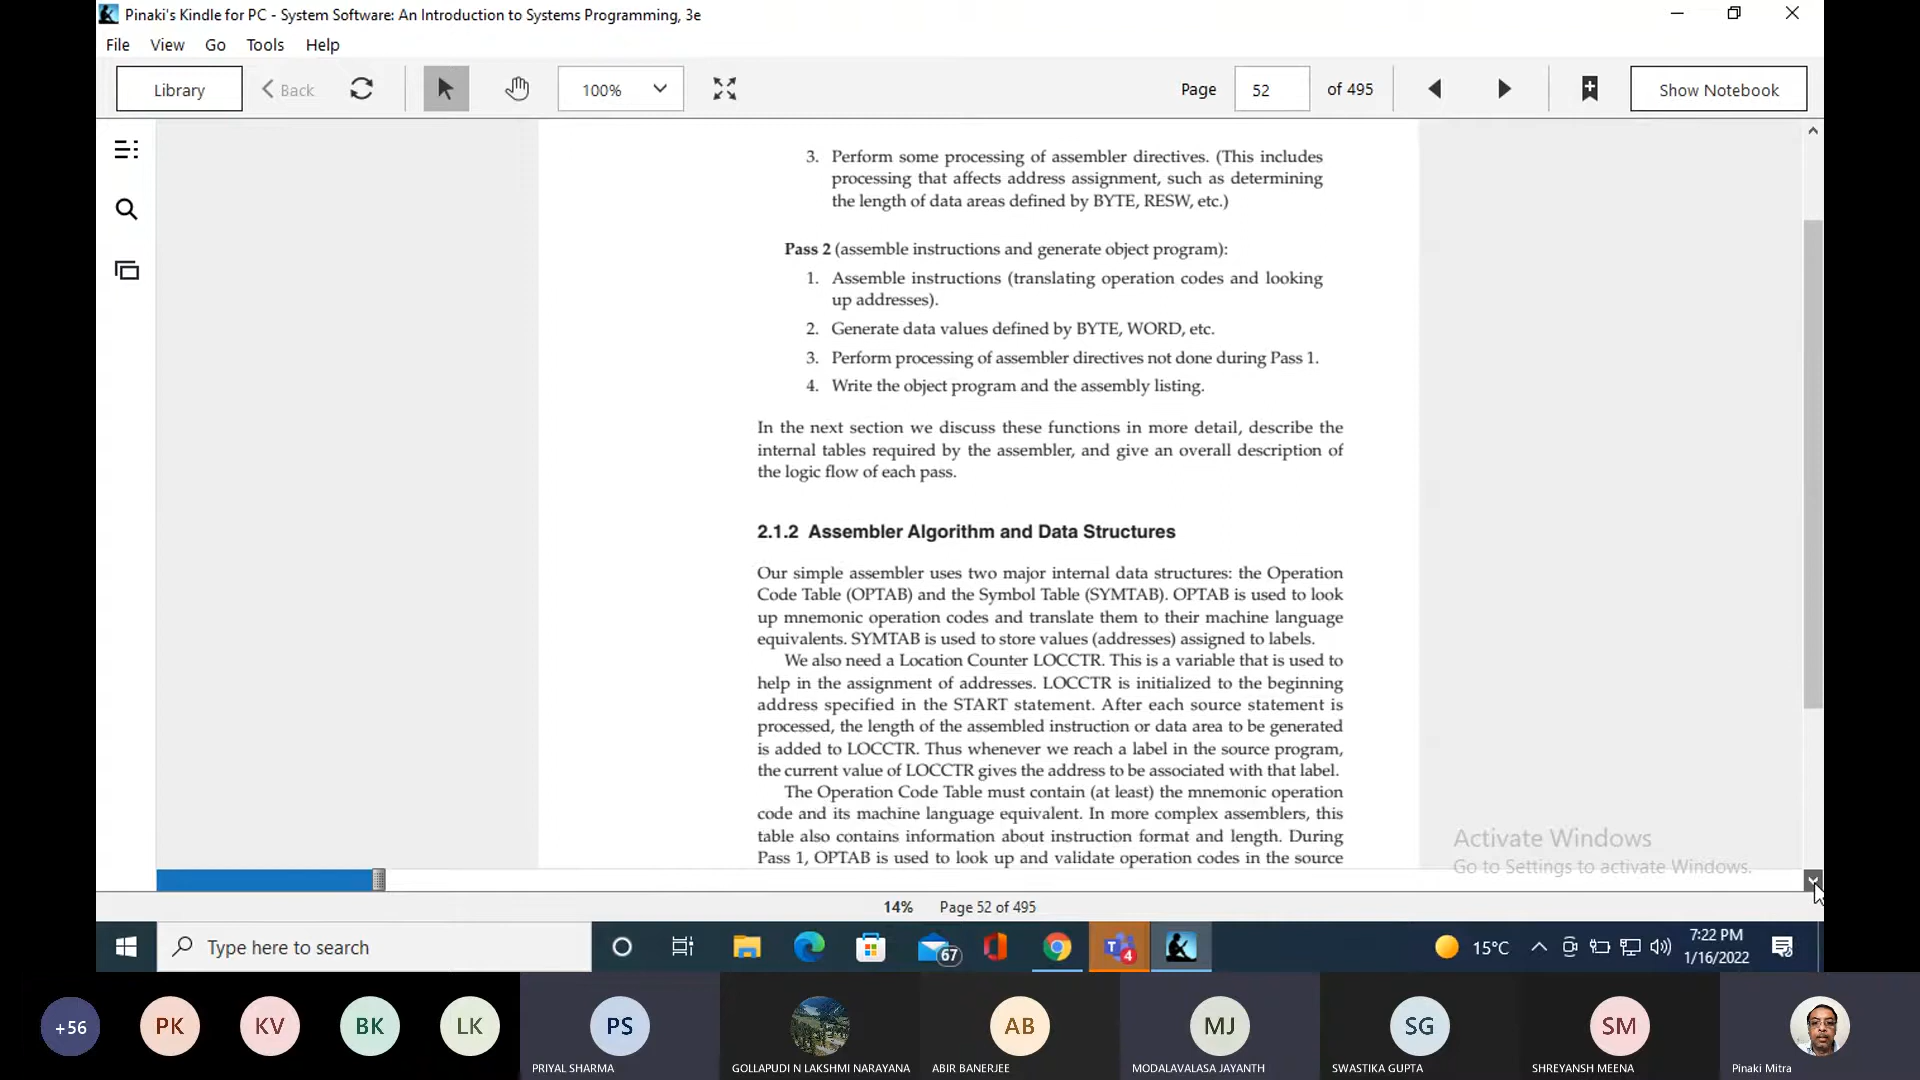 Pinaki's Kindle for PC - System Software: An Introduction to Systems Programming, 3e
File View Go Tools Help
Library Back 100% Page 52 of 495 Show Notebook
3. Perform some processing of assembler directives. (This includes
processing that affects address assignment, such as determining
the length of data areas defined by BYTE, RESW, etc.)
Pass 2 (assemble instructions and generate object program):
1. Assemble instructions (translating operation codes and looking
up addresses).
2. Generate data values defined by BYTE, WORD, etc.
3. Perform processing of assembler directives not done during Pass 1.
4. Write the object program and the assembly listing.
In the next section we discuss these functions in more detail, describe the
internal tables required by the assembler, and give an overall description of
the logic flow of each pass.
2.1.2 Assembler Algorithm and Data Structures
Our simple assembler uses two major internal data structures: the Operation
Code Table (OPTAB) and the Symbol Table (SYMTAB). OPTAB is used to look
up mnemonic operation codes and translate them to their machine language
equivalents. SYMTAB is used to store values (addresses) assigned to labels.
We also need a Location Counter LOCCTR. This is a variable that is used to
help in the assignment of addresses. LOCCTR is initialized to the beginning
address specified in the START statement. After each source statement is
processed, the length of the assembled instruction or data area to be generated
is added to LOCCTR. Thus whenever we reach a label in the source program,
the current value of LOCCTR gives the address to be associated with that label.
The Operation Code Table must contain (at least) the mnemonic operation
code and its machine language equivalent. In more complex assemblers, this
table also contains information about instruction format and length. During
Pass 1, OPTAB is used to look up and validate operation codes in the source
Activate Windows
Go to Settings to activate Windows.
14% Page 52 of 495
Type here to search
67
T
4
15°C
7:22 PM
1/16/2022
+56 PK KV BK LK PS AB MJ SG SM
PRIYAL SHARMA GOLLAPUDI N LAKSHMI NARAYANA ABIR BANERJEE MODALAVALASA JAYANTH SWASTIKA GUPTA SHREYANSH MEENA Pinaki Mitra